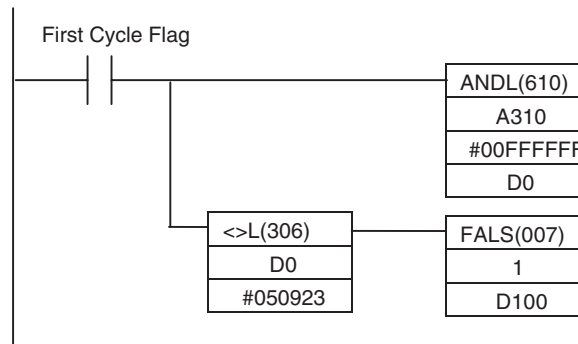 First Cycle Flag
ANDL(610)
A310
#00FFFFFF
D0
<>L(306)
D0
#050923
FALS(007)
1
D100